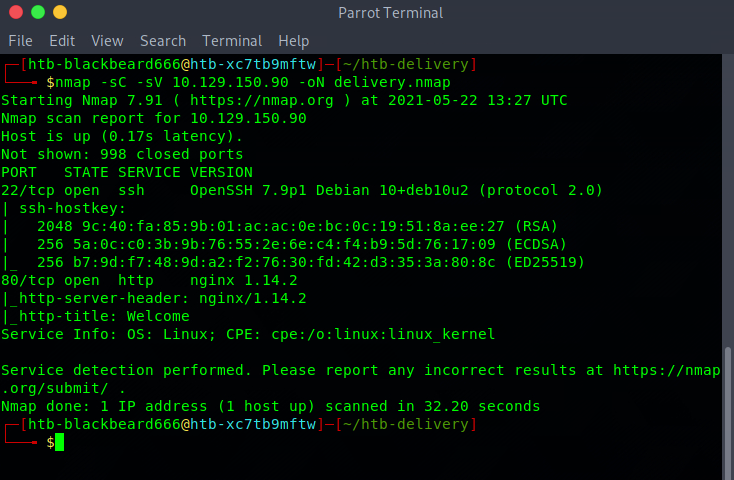 Parrot Terminal
File Edit View Search Terminal Help
┌─[htb-blackbeard666@htb-xc7tb9mftw]─[~/htb-delivery]
└──╼ $nmap -sC -sV 10.129.150.90 -oN delivery.nmap
Starting Nmap 7.91 ( https://nmap.org ) at 2021-05-22 13:27 UTC
Nmap scan report for 10.129.150.90
Host is up (0.17s latency).
Not shown: 998 closed ports
PORT   STATE SERVICE VERSION
22/tcp open  ssh     OpenSSH 7.9p1 Debian 10+deb10u2 (protocol 2.0)
| ssh-hostkey:
|   2048 9c:40:fa:85:9b:01:ac:ac:0e:bc:0c:19:51:8a:ee:27 (RSA)
|   256 5a:0c:c0:3b:9b:76:55:2e:6e:c4:f4:b9:5d:76:17:09 (ECDSA)
|_  256 b7:9d:f7:48:9d:a2:f2:76:30:fd:42:d3:35:3a:80:8c (ED25519)
80/tcp open  http    nginx 1.14.2
|_http-server-header: nginx/1.14.2
|_http-title: Welcome
Service Info: OS: Linux; CPE: cpe:/o:linux:linux_kernel
Service detection performed. Please report any incorrect results at https://nmap
.org/submit/ .
Nmap done: 1 IP address (1 host up) scanned in 32.20 seconds
┌─[htb-blackbeard666@htb-xc7tb9mftw]─[~/htb-delivery]
└──╼ $